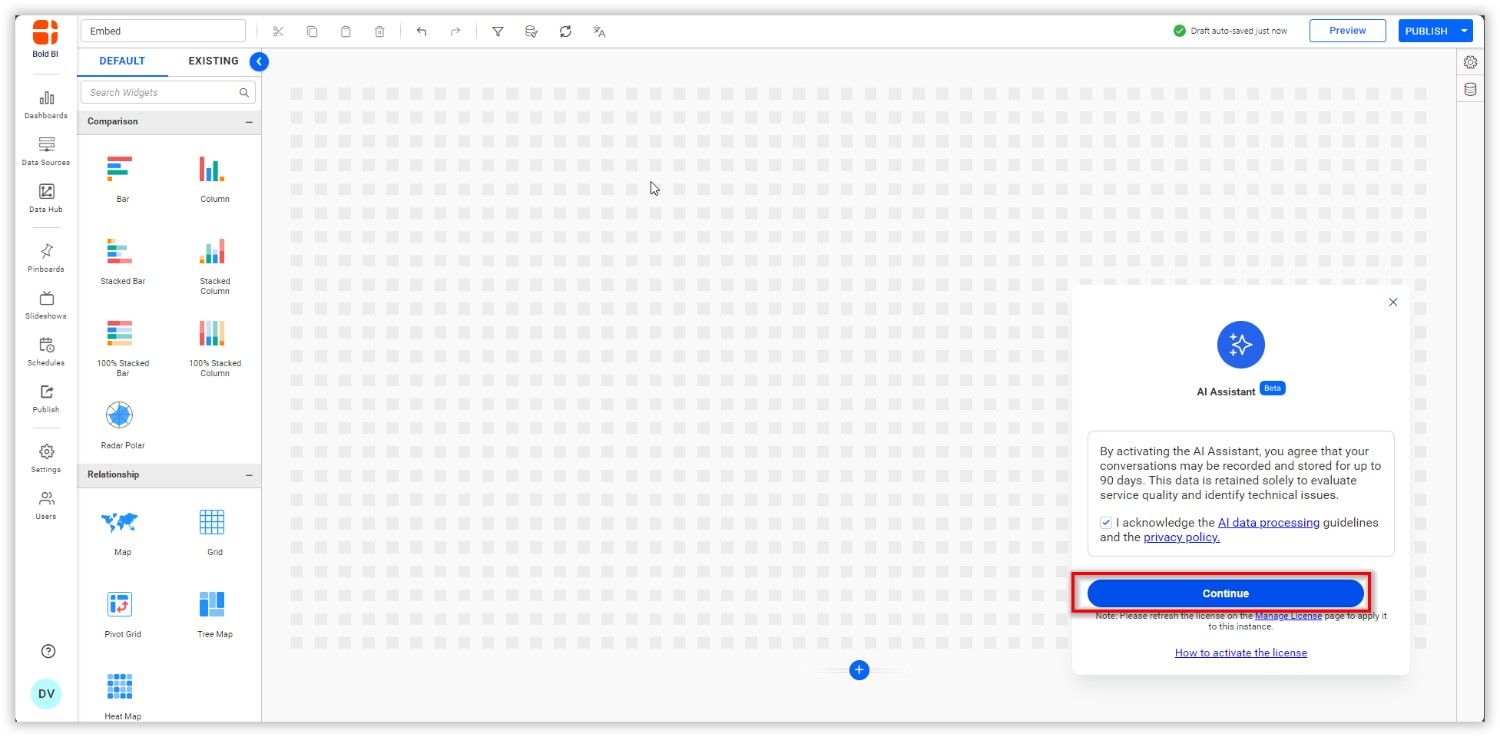 Bold BI
Embed
Draft auto-saved just now
Preview
PUBLISH
Dashboards
Data Sources
Data Hub
Pinboards
Slideshows
Schedules
Publish
Settings
Users
DV
DEFAULT
EXISTING
Search Widgets
Comparison
Bar
Column
Stacked Bar
Stacked
Column
100% Stacked
Bar
100% Stacked
Column
Radar Polar
Relationship
Map
Grid
Pivot Grid
Tree Map
Heat Map
AI Assistant Beta
By activating the AI Assistant, you agree that your
conversations may be recorded and stored for up to
90 days. This data is retained solely to evaluate
service quality and identify technical issues.
I acknowledge the AI data processing guidelines
and the privacy policy.
Continue
Note: Please refresh the license on the Manage License page to apply it
to this instance.
How to activate the license